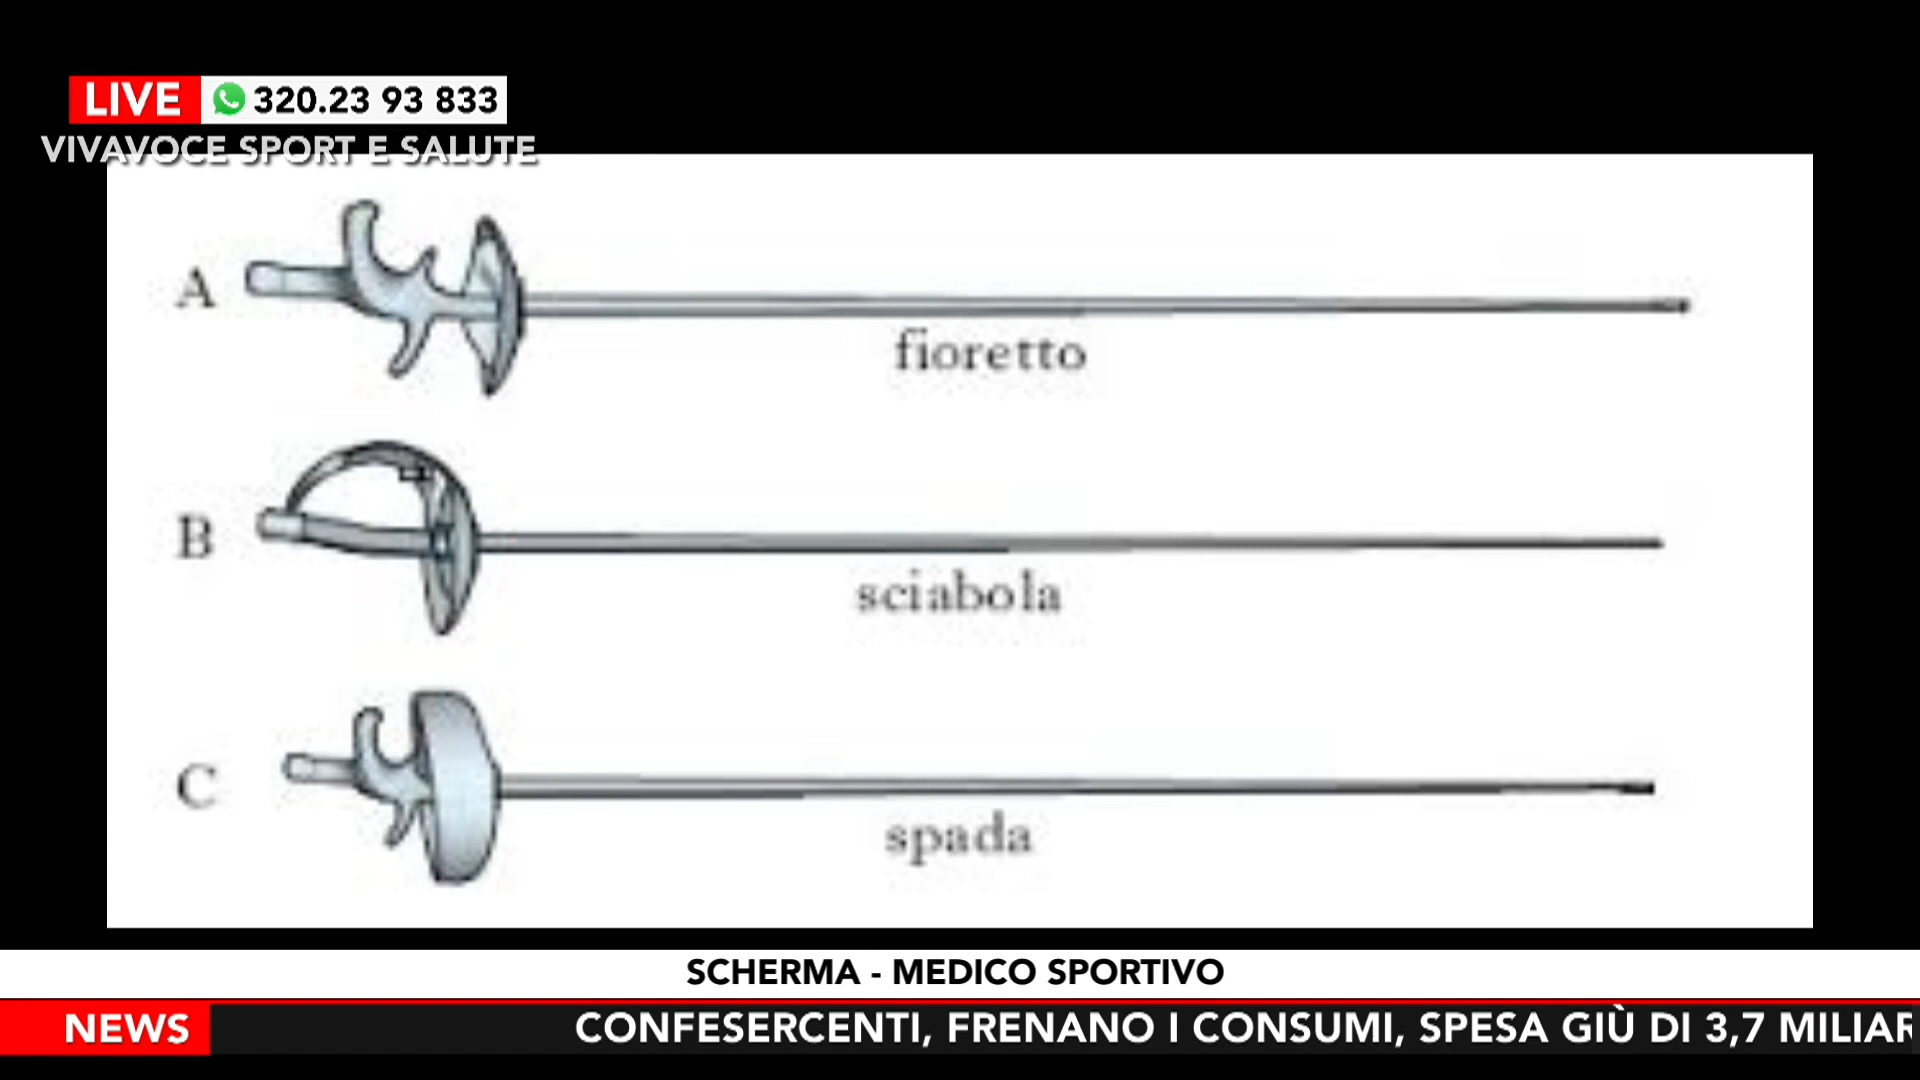 LIVE 320.23 93 833
VIVAVOCE SPORT E SALUTE
A
fioretto
B
sciabola
C
spada
SCHERMA - MEDICO SPORTIVO
NEWS CONFESERCENTI, FRENANO I CONSUMI, SPESA GIÙ DI 3,7 MILIAR